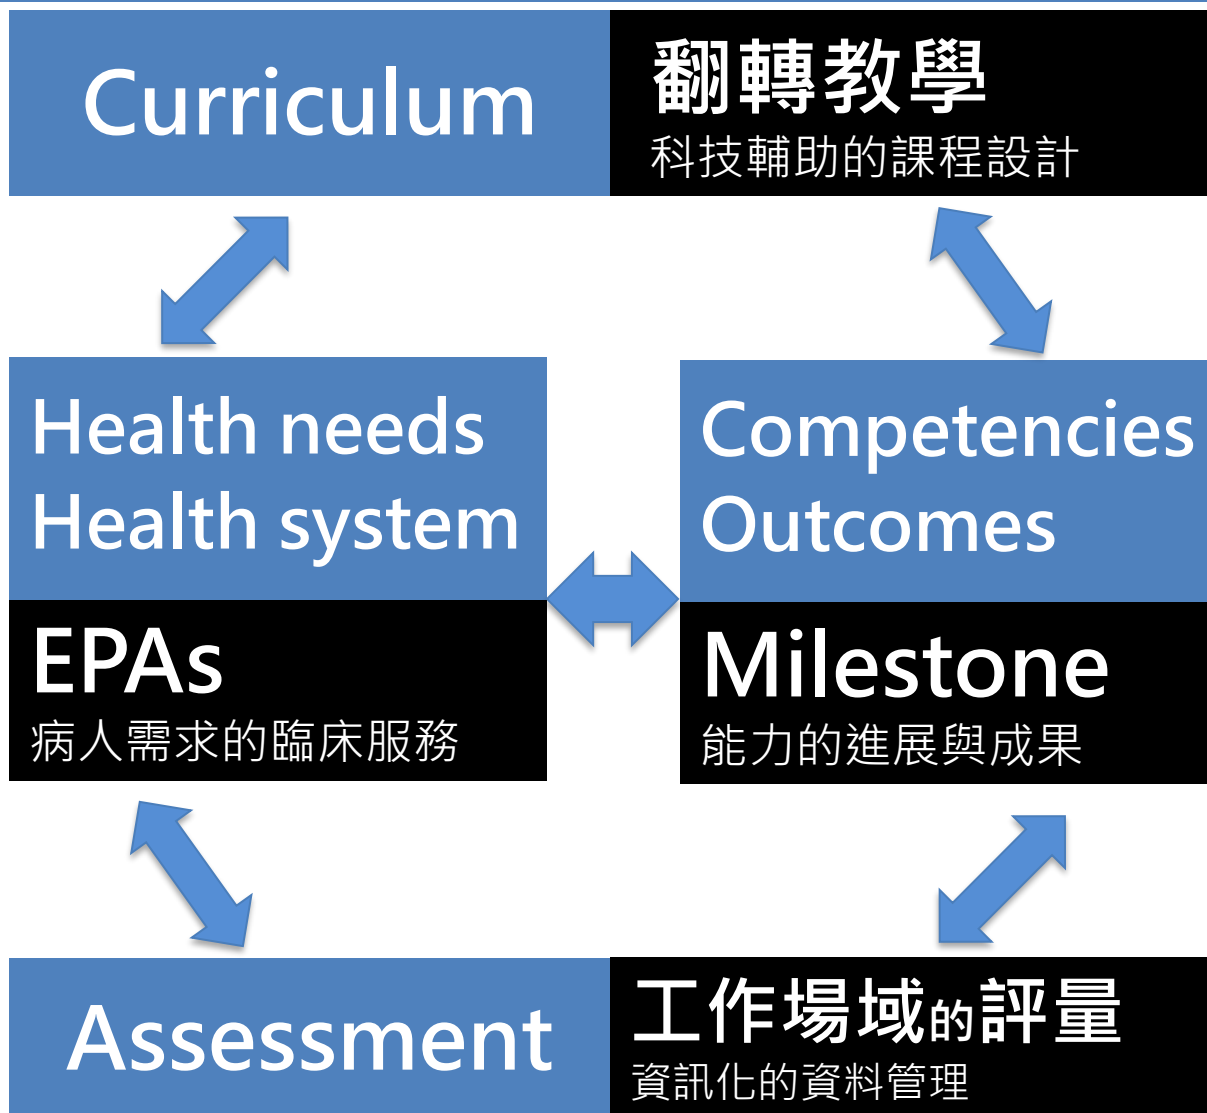 Curriculum
翻轉教學
科技輔助的課程設計
Health needs
Health system
EPAs
病人需求的臨床服務
Competencies
Outcomes
Milestone
能力的進展與成果
Assessment
工作場域的評量
資訊化的資料管理